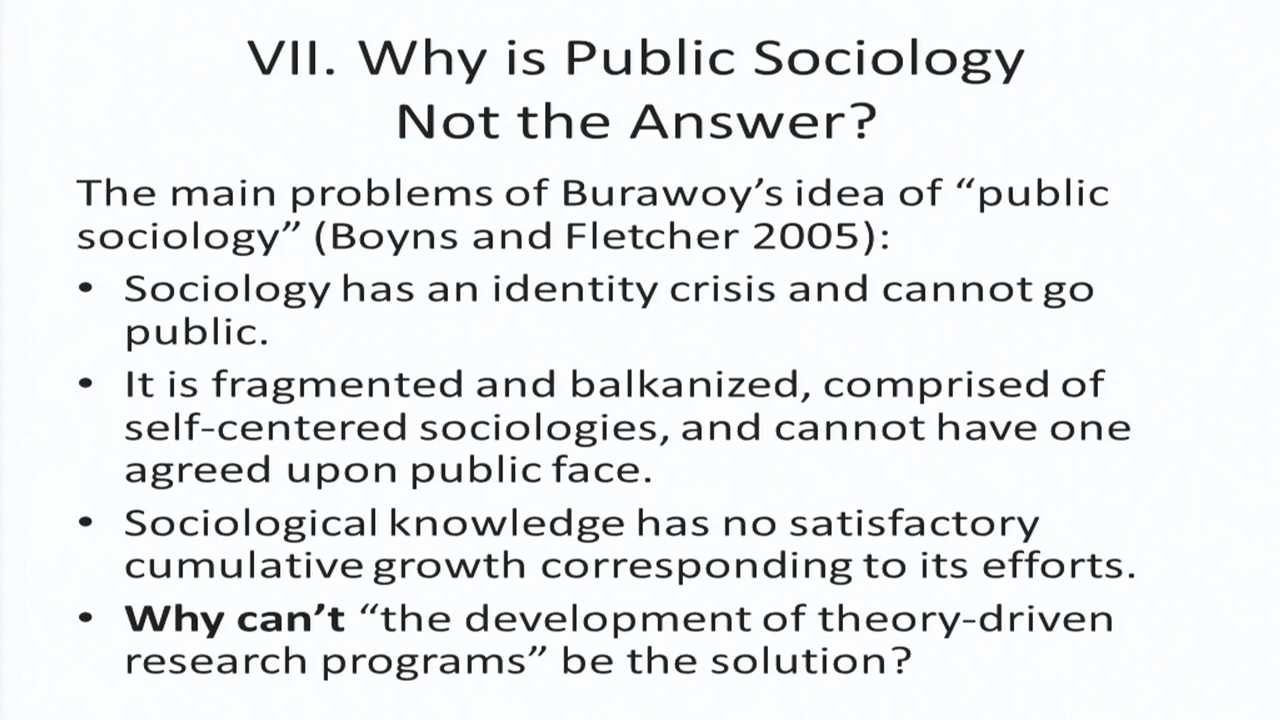 VII. Why is Public Sociology
Not the Answer?
The main problems of Burawoy’s idea of “public
sociology” (Boyns and Fletcher 2005):
• Sociology has an identity crisis and cannot go
public.
• It is fragmented and balkanized, comprised of
self-centered sociologies, and cannot have one
agreed upon public face.
• Sociological knowledge has no satisfactory
cumulative growth corresponding to its efforts.
• Why can’t “the development of theory-driven
research programs” be the solution?